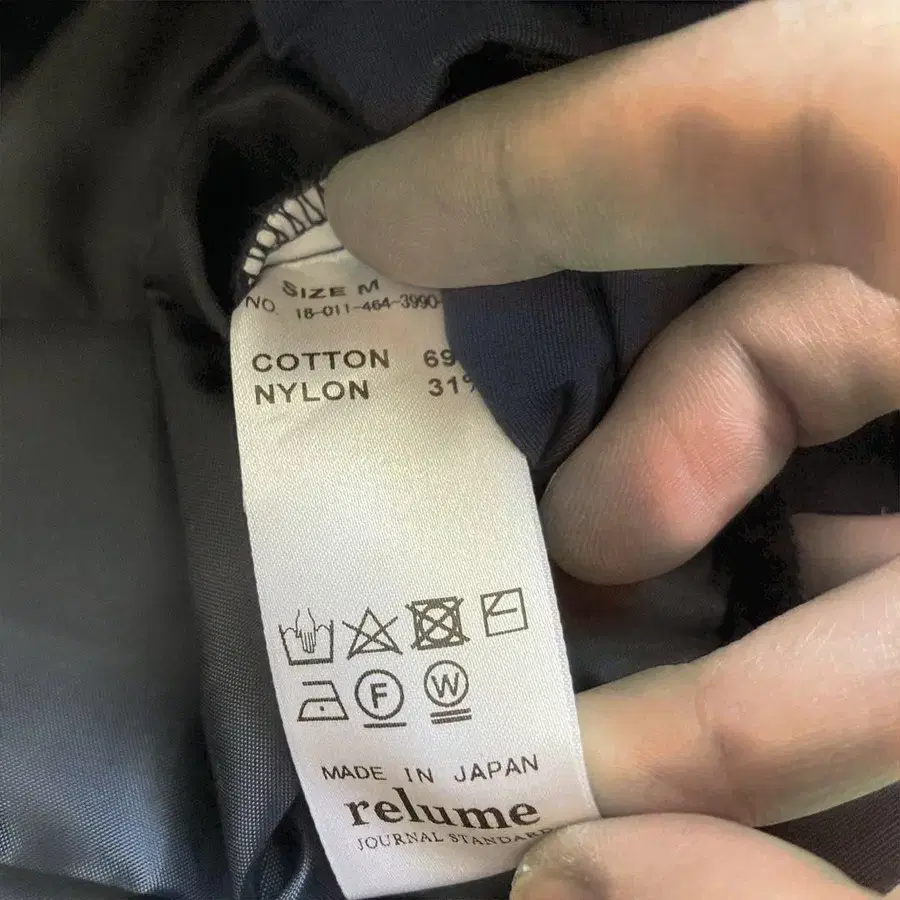 SIZE M
NO. 18-011-464-3990-
COTTON 69
NYLON 31%
F W
MADE IN JAPAN
relume
JOURNAL STANDARD